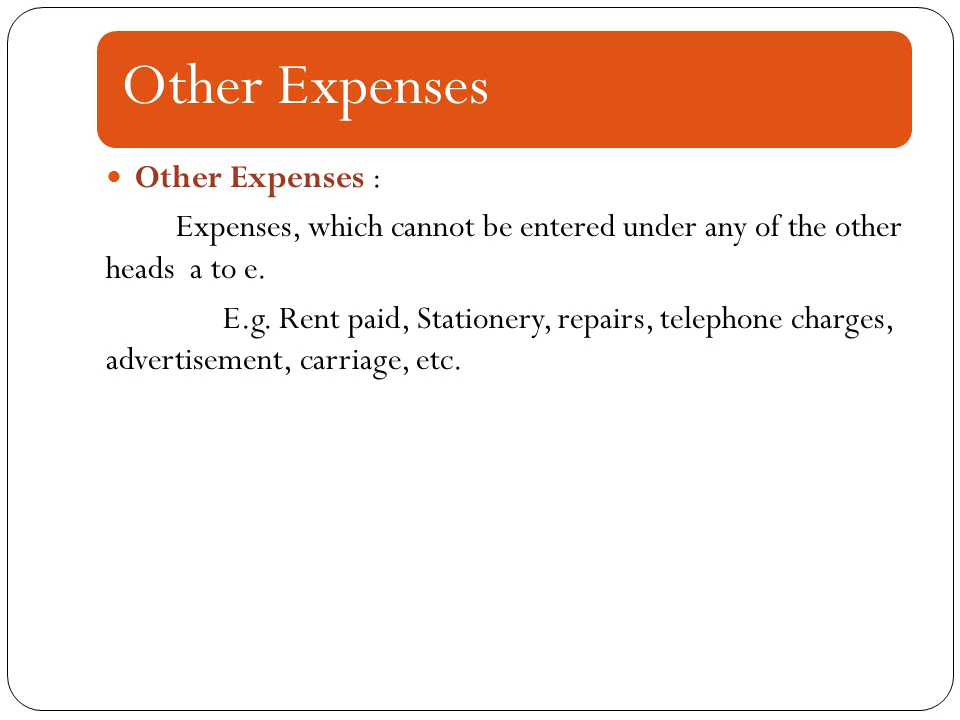 Other Expenses
Other Expenses :
Expenses, which cannot be entered under any of the other
heads a to e.
E.g. Rent paid, Stationery, repairs, telephone charges,
advertisement, carriage, etc.